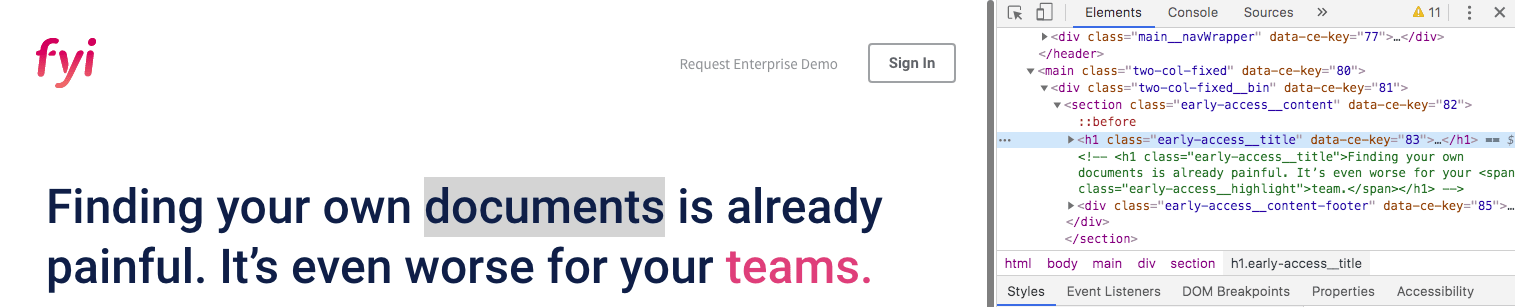 fyi
Request Enterprise Demo
Sign In
Finding your own documents is already
painful. It’s even worse for your teams.
Elements Console Sources » 11
<div class="main__navWrapper" data-ce-key="77">…</div>
</header>
<main class="two-col-fixed" data-ce-key="80">
<div class="two-col-fixed__bin" data-ce-key="81">
<section class="early-access__content" data-ce-key="82">
::before
<h1 class="early-access__title" data-ce-key="83">…</h1> == $
<!-- <h1 class="early-access__title">Finding your own
documents is already painful. It’s even worse for your <span
class="early-access__highlight">team.</span></h1> -->
<div class="early-access__content-footer" data-ce-key="85">…
</div>
</section>
html body main div section h1.early-access__title
Styles Event Listeners DOM Breakpoints Properties Accessibility